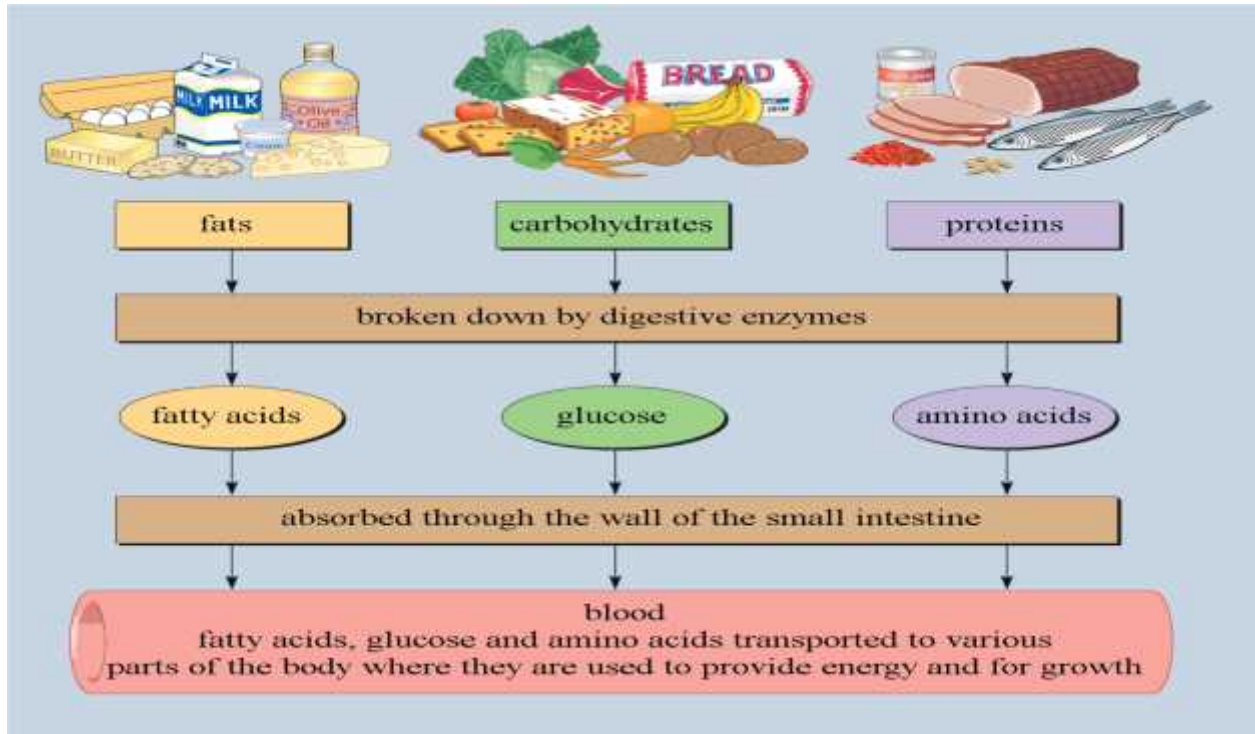 BREAD
MILK MILK
Olive
Oil
Cream
BUTTER
fats carbohydrates proteins
broken down by digestive enzymes
fatty acids glucose amino acids
absorbed through the wall of the small intestine
blood
fatty acids, glucose and amino acids transported to various
parts of the body where they are used to provide energy and for growth